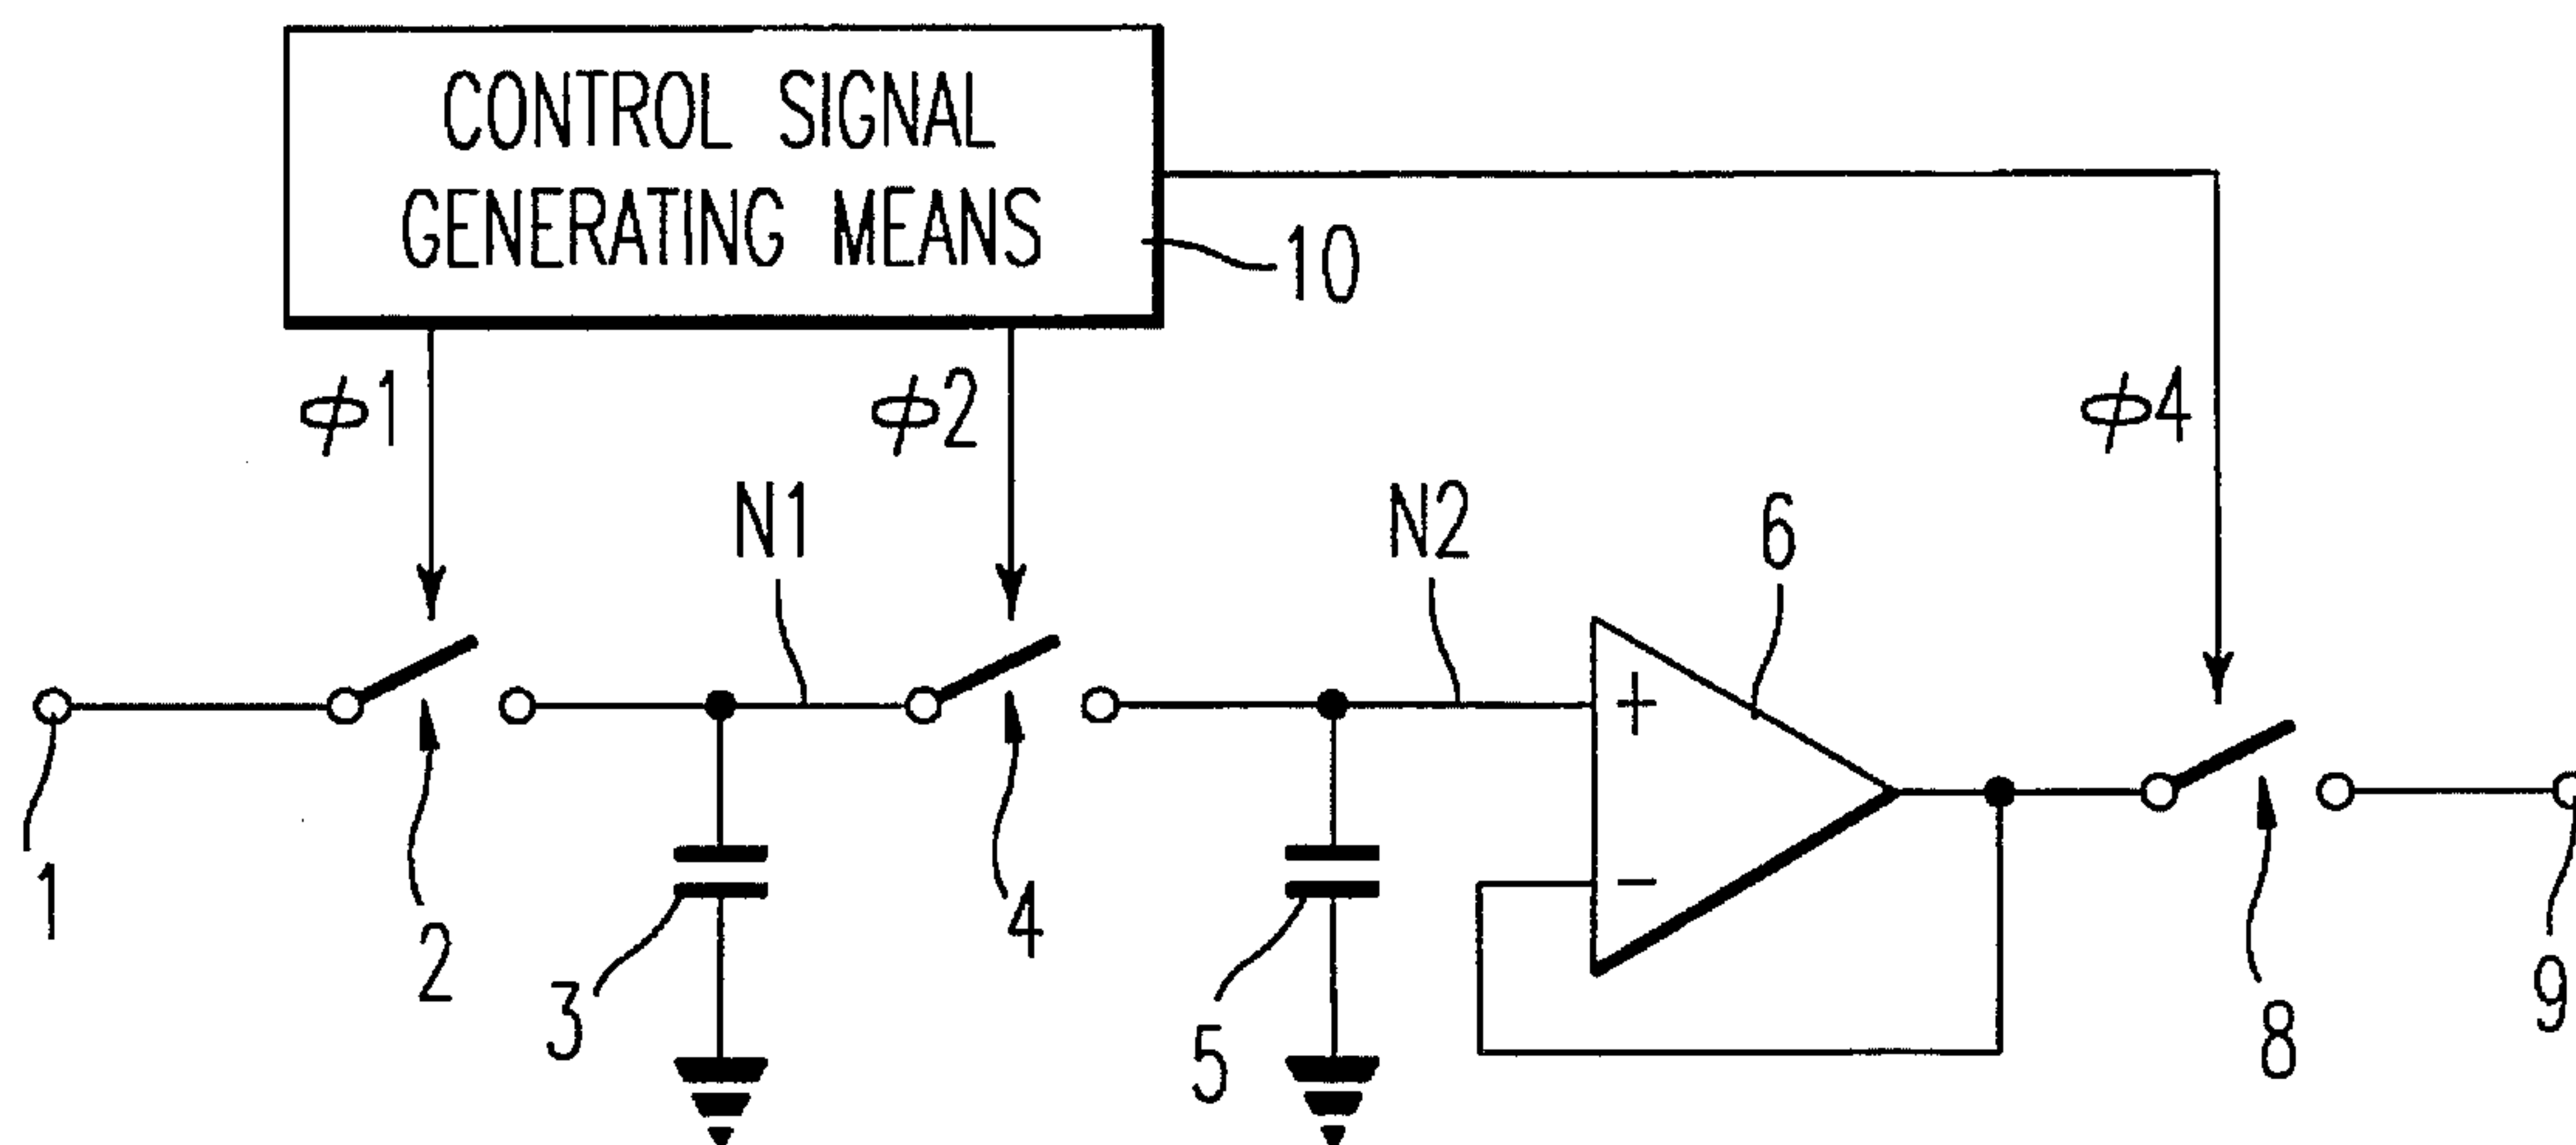 CONTROL SIGNAL
GENERATING MEANS
10
ϕ1
ϕ2
ϕ4
N1
N2
6
+
−
1
2
3
4
5
8
9